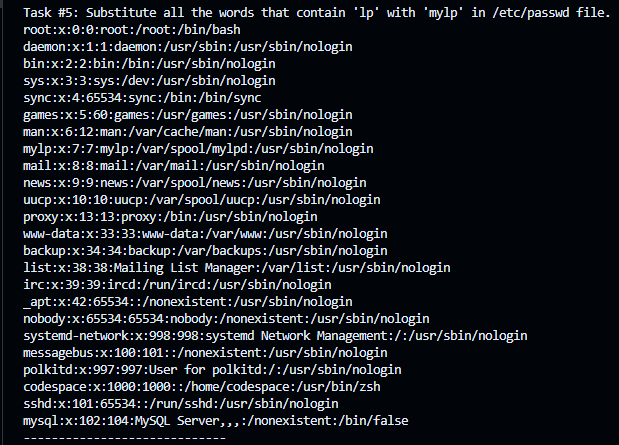 Task #5: Substitute all the words that contain 'lp' with 'mylp' in /etc/passwd file.
root:x:0:0:root:/root:/bin/bash
daemon:x:1:1:daemon:/usr/sbin:/usr/sbin/nologin
bin:x:2:2:bin:/bin:/usr/sbin/nologin
sys:x:3:3:sys:/dev:/usr/sbin/nologin
sync:x:4:65534:sync:/bin:/bin/sync
games:x:5:60:games:/usr/games:/usr/sbin/nologin
man:x:6:12:man:/var/cache/man:/usr/sbin/nologin
mylp:x:7:7:mylp:/var/spool/mylpd:/usr/sbin/nologin
mail:x:8:8:mail:/var/mail:/usr/sbin/nologin
news:x:9:9:news:/var/spool/news:/usr/sbin/nologin
uucp:x:10:10:uucp:/var/spool/uucp:/usr/sbin/nologin
proxy:x:13:13:proxy:/bin:/usr/sbin/nologin
www-data:x:33:33:www-data:/var/www:/usr/sbin/nologin
backup:x:34:34:backup:/var/backups:/usr/sbin/nologin
list:x:38:38:Mailing List Manager:/var/list:/usr/sbin/nologin
irc:x:39:39:ircd:/run/ircd:/usr/sbin/nologin
_apt:x:42:65534::/nonexistent:/usr/sbin/nologin
nobody:x:65534:65534:nobody:/nonexistent:/usr/sbin/nologin
systemd-network:x:998:998:systemd Network Management:/:/usr/sbin/nologin
messagebus:x:100:101::/nonexistent:/usr/sbin/nologin
polkitd:x:997:997:User for polkitd:/:/usr/sbin/nologin
codespace:x:1000:1000::/home/codespace:/usr/bin/zsh
sshd:x:101:65534::/run/sshd:/usr/sbin/nologin
mysql:x:102:104:MySQL Server,,,:/nonexistent:/bin/false
-----------------------------